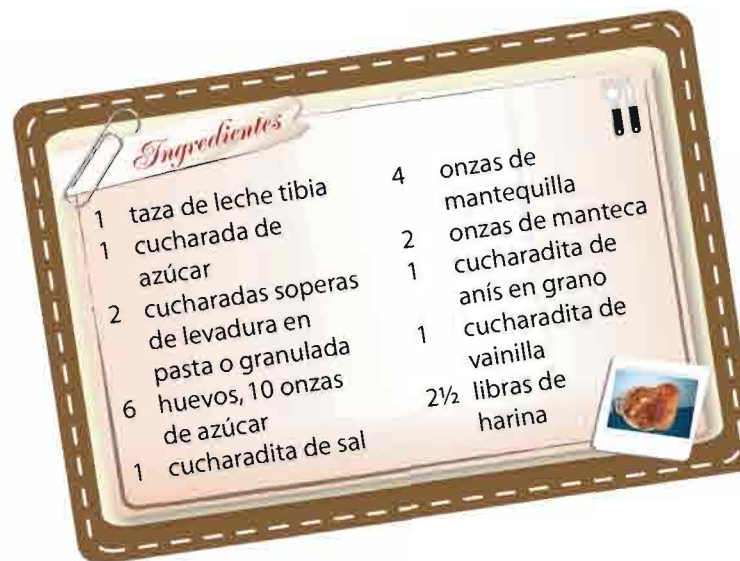 Ingredientes
1 taza de leche tibia
1 cucharada de
azúcar
2 cucharadas soperas
de levadura en
pasta o granulada
6 huevos, 10 onzas
de azúcar
1 cucharadita de sal
4 onzas de
mantequilla
2 onzas de manteca
1 cucharadita de
anís en grano
1 cucharadita de
vainilla
2½ libras de
harina